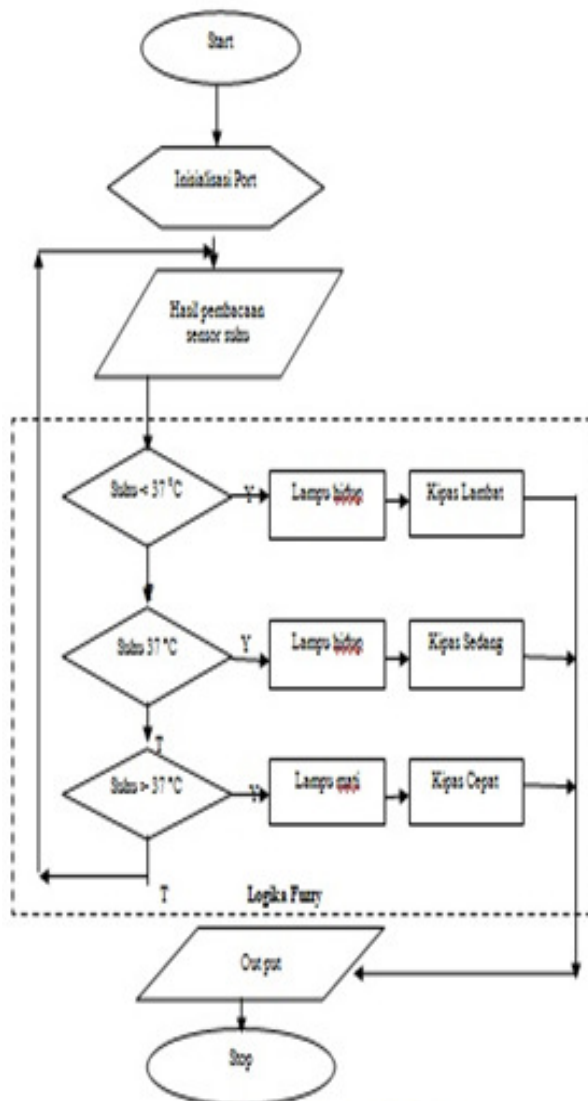 Start
Inisialisasi Port
Hasil pembacaan
sensor suhu
Suhu < 37 °C
Y
Lampu hidup
Kipas Lambat
Suhu 37 °C
Y
Lampu hidup
Kipas Sedang
T
Suhu > 37 °C
Y
Lampu mati
Kipas Cepat
T
Logika Fuzzy
Out put
Stop